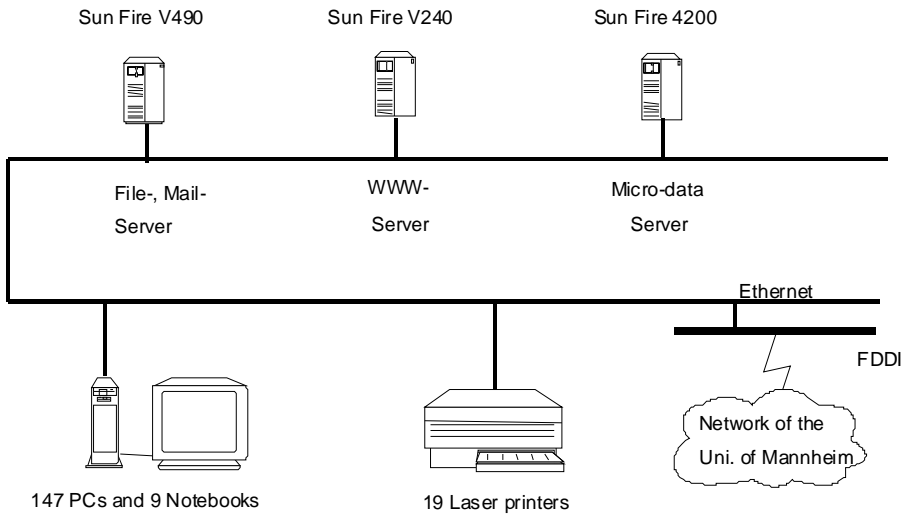 Sun Fire V490
Sun Fire V240
Sun Fire 4200
File-, Mail-
Server
WWW-
Server
Micro-data
Server
Ethernet
FDDI
Network of the
Uni. of Mannheim
147 PCs and 9 Notebooks
19 Laser printers